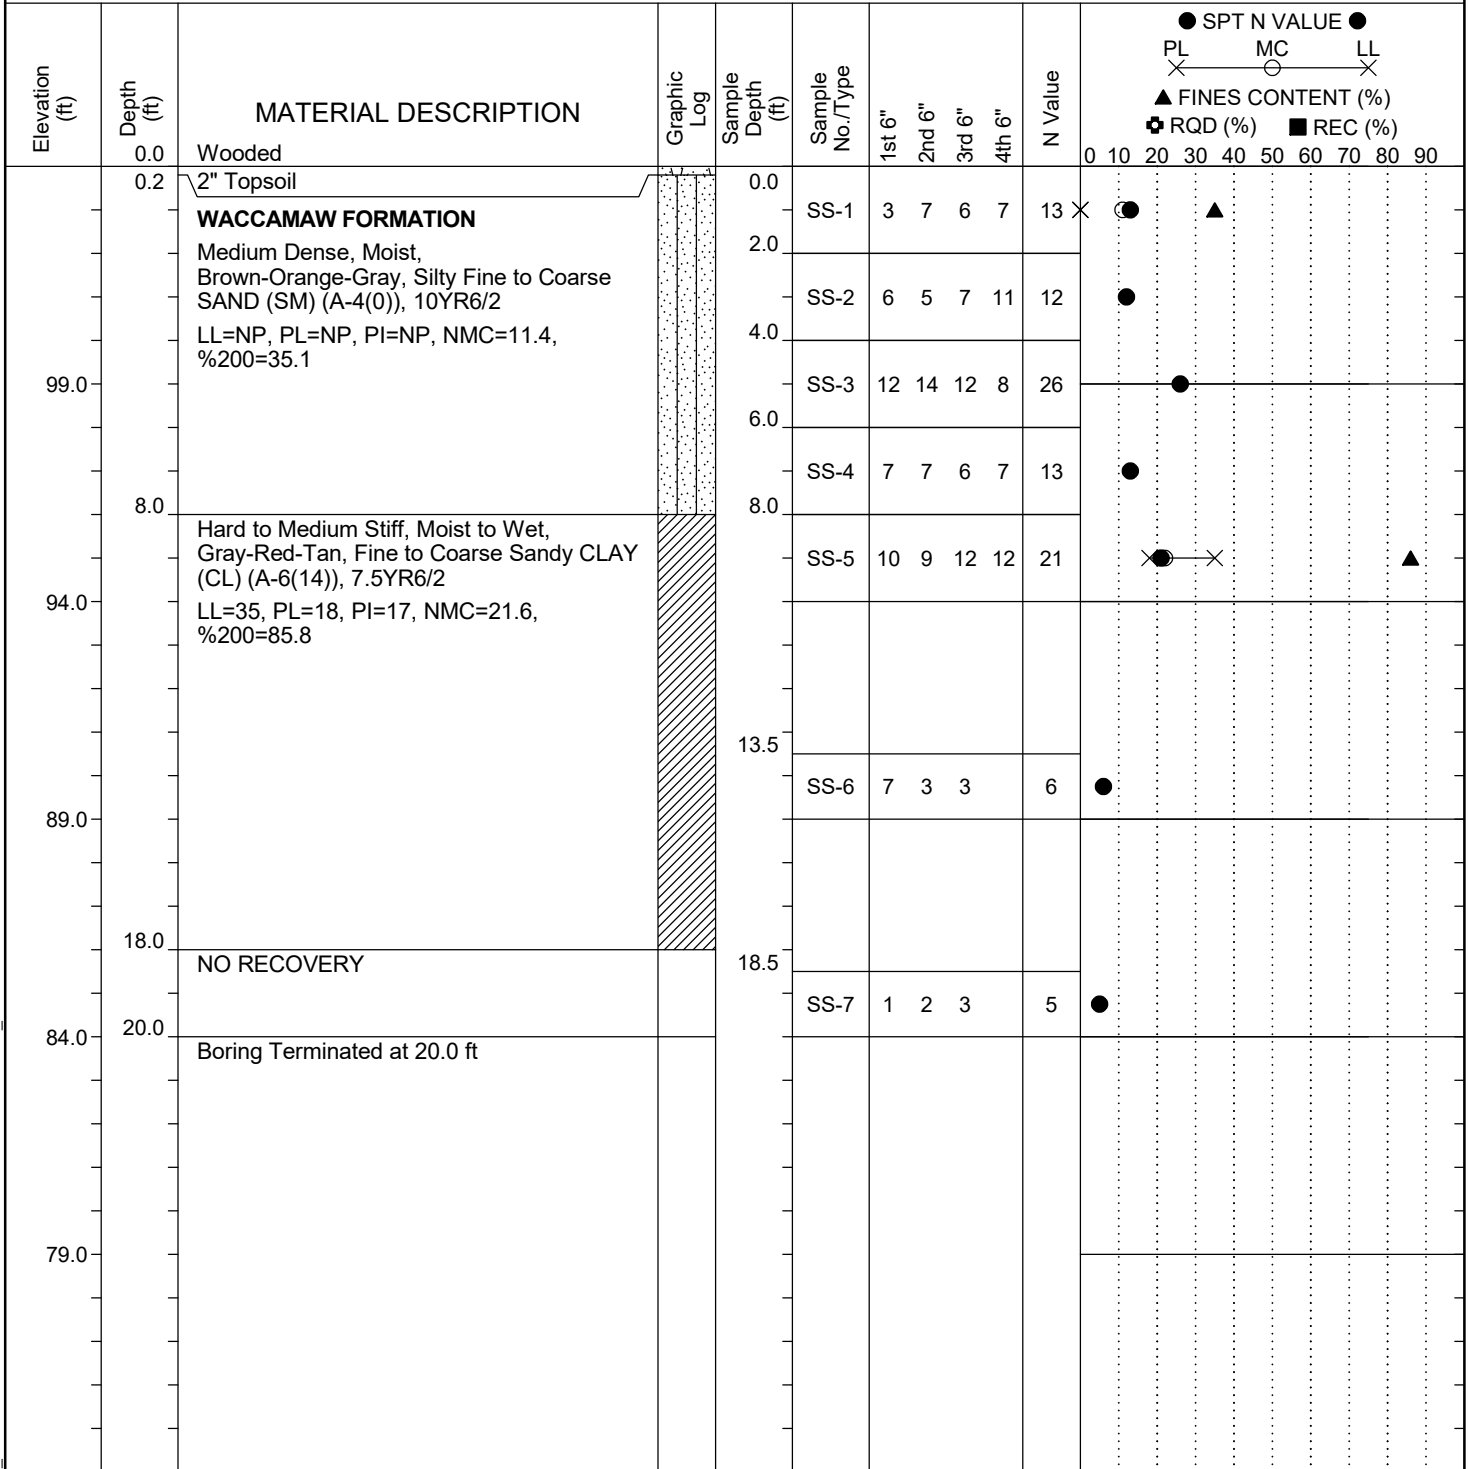 Elevation (ft)
Depth (ft)
MATERIAL DESCRIPTION
Graphic Log
Sample Depth (ft)
Sample No./Type
1st 6"
2nd 6"
3rd 6"
4th 6"
N Value
SPT N VALUE
PL MC LL
FINES CONTENT (%)
RQD (%) REC (%)
0 10 20 30 40 50 60 70 80 90
0.0 Wooded
0.2 2" Topsoil 0.0
WACCAMAW FORMATION SS-1 3 7 6 7 13
2.0
Medium Dense, Moist,
Brown-Orange-Gray, Silty Fine to Coarse
SAND (SM) (A-4(0)), 10YR6/2 SS-2 6 5 7 11 12
LL=NP, PL=NP, PI=NP, NMC=11.4, 4.0
%200=35.1
99.0 SS-3 12 14 12 8 26
6.0
SS-4 7 7 6 7 13
8.0 8.0
Hard to Medium Stiff, Moist to Wet,
Gray-Red-Tan, Fine to Coarse Sandy CLAY SS-5 10 9 12 12 21
(CL) (A-6(14)), 7.5YR6/2
94.0 LL=35, PL=18, PI=17, NMC=21.6,
%200=85.8
13.5
SS-6 7 3 3 6
89.0
18.0
NO RECOVERY 18.5
SS-7 1 2 3 5
84.0 20.0
Boring Terminated at 20.0 ft
79.0